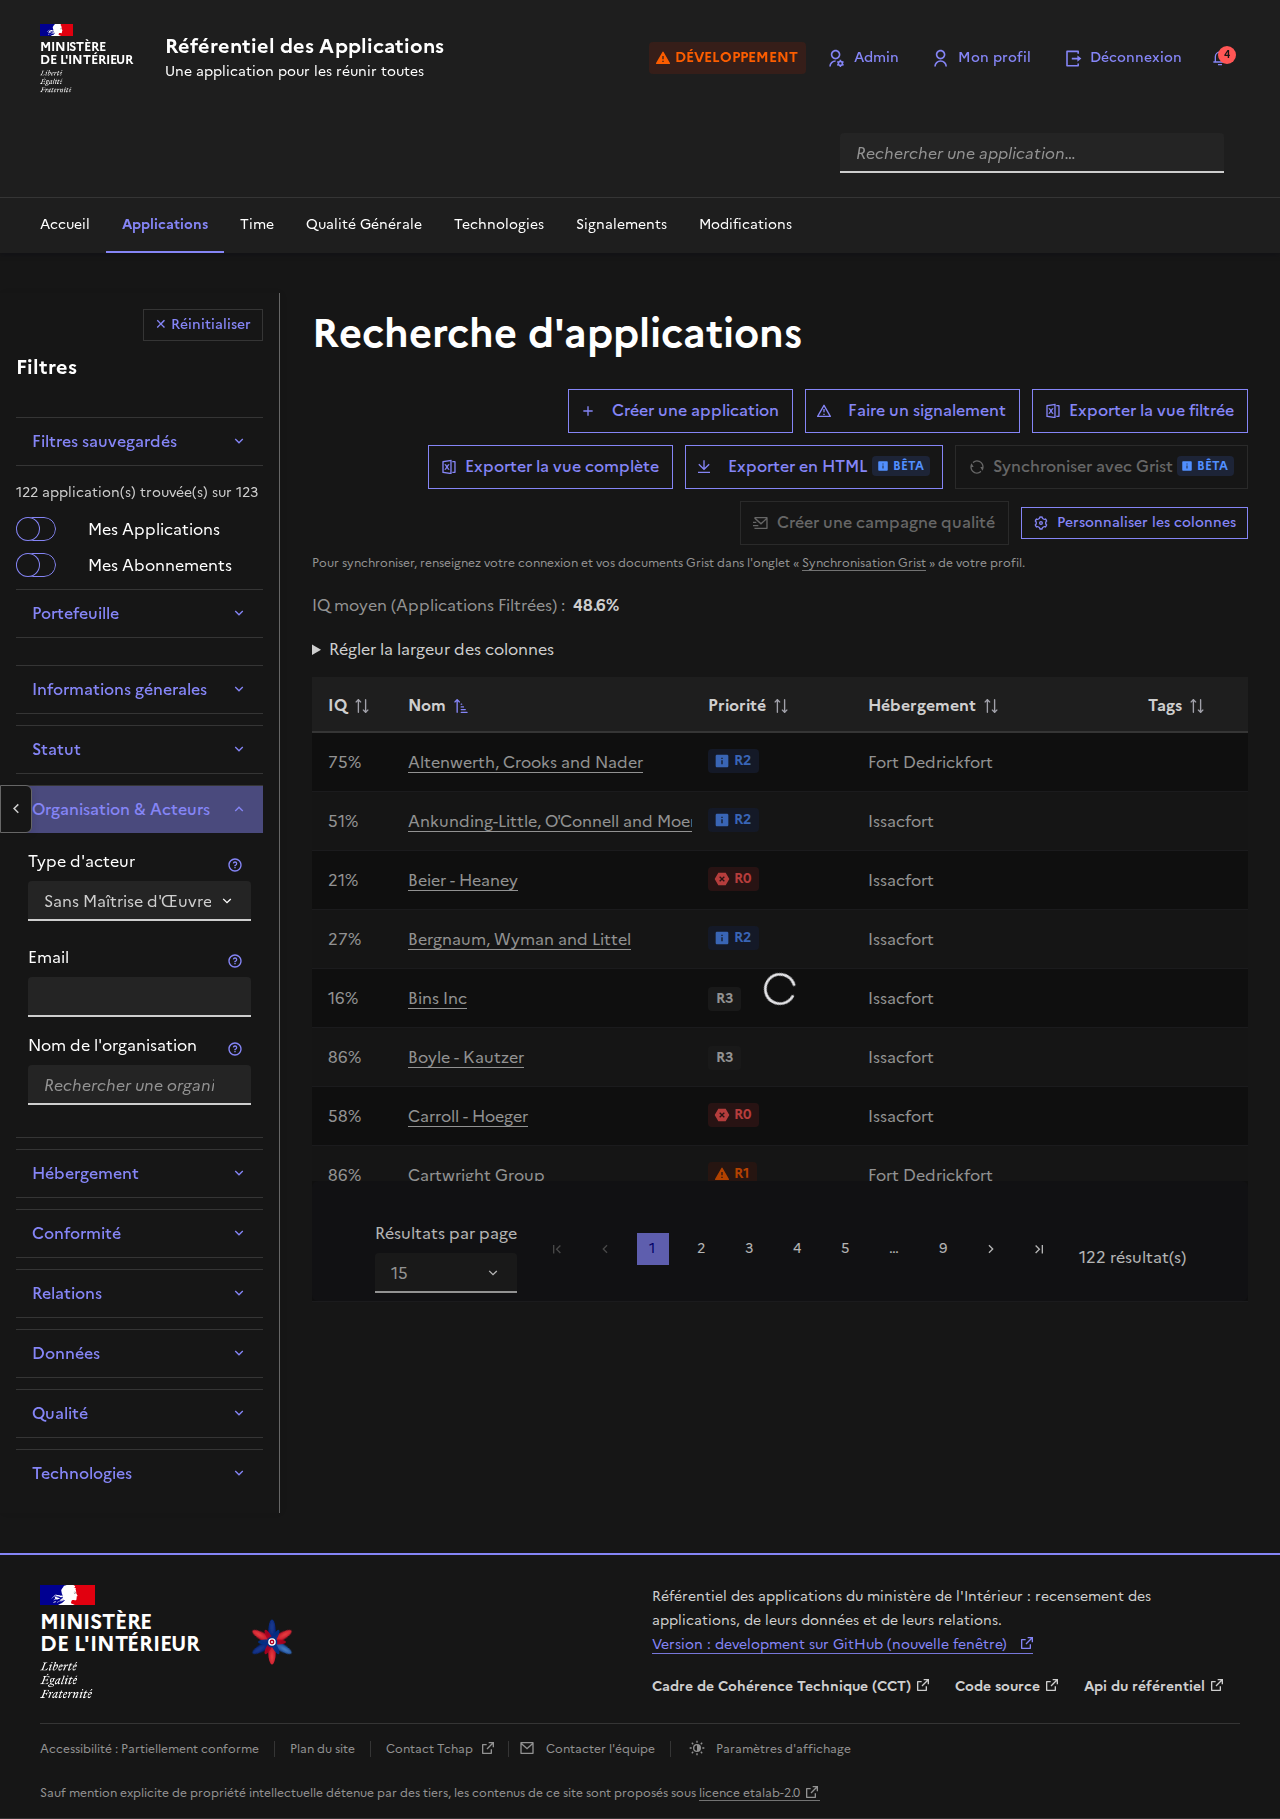 MINISTÈRE
DE L'INTÉRIEUR
Liberté
Égalité
Fraternité
Référentiel des Applications
Une application pour les réunir toutes
DÉVELOPPEMENT
Admin
Mon profil
Déconnexion
4
Rechercher une application...
Accueil
Applications
Time
Qualité Générale
Technologies
Signalements
Modifications
Réinitialiser
Filtres
Filtres sauvegardés
122 application(s) trouvée(s) sur 123
Mes Applications
Mes Abonnements
Portefeuille
Informations génerales
Statut
Organisation & Acteurs
Type d'acteur
Sans Maîtrise d'Œuvre
Email
Nom de l'organisation
Rechercher une organi
Hébergement
Conformité
Relations
Données
Qualité
Technologies
Recherche d'applications
Créer une application
Faire un signalement
Exporter la vue filtrée
Exporter la vue complète
Exporter en HTML BÊTA
Synchroniser avec Grist BÊTA
Créer une campagne qualité
Personnaliser les colonnes
Pour synchroniser, renseignez votre connexion et vos documents Grist dans l'onglet « Synchronisation Grist » de votre profil.
IQ moyen (Applications Filtrées) : 48.6%
Régler la largeur des colonnes
IQ Nom Priorité Hébergement Tags
75% Altenwerth, Crooks and Nader R2 Fort Dedrickfort
51% Ankunding-Little, O'Connell and Moen R2 Issacfort
21% Beier - Heaney R0 Issacfort
27% Bergnaum, Wyman and Littel R2 Issacfort
16% Bins Inc R3 Issacfort
86% Boyle - Kautzer R3 Issacfort
58% Carroll - Hoeger R0 Issacfort
86% Cartwright Group R1 Fort Dedrickfort
Résultats par page
15
1 2 3 4 5 … 9
122 résultat(s)
MINISTÈRE
DE L'INTÉRIEUR
Liberté
Égalité
Fraternité
Référentiel des applications du ministère de l'Intérieur : recensement des
applications, de leurs données et de leurs relations.
Version : development sur GitHub (nouvelle fenêtre)
Cadre de Cohérence Technique (CCT)
Code source
Api du référentiel
Accessibilité : Partiellement conforme
Plan du site
Contact Tchap
Contacter l'équipe
Paramètres d'affichage
Sauf mention explicite de propriété intellectuelle détenue par des tiers, les contenus de ce site sont proposés sous licence etalab-2.0